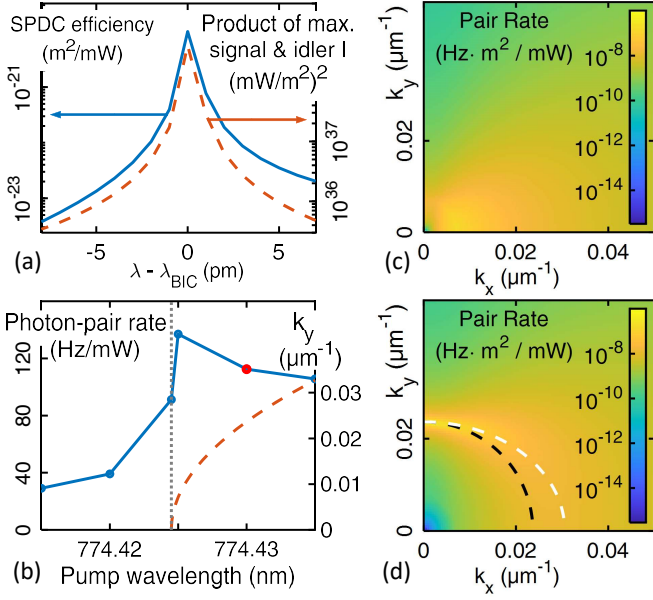 SPDC efficiency
(m²/mW)
Product of max.
signal & idler I
(mW/m²)²
10⁻²¹
10⁻²³
10³⁷
10³⁶
-5
0
5
(a)
λ - λ_BIC (pm)
Pair Rate
(Hz· m² / mW)
10⁻⁸
10⁻¹⁰
10⁻¹²
10⁻¹⁴
k_y (μm⁻¹)
0.02
0
0
0.02
0.04
(c)
k_x (μm⁻¹)
Photon-pair rate
(Hz/mW)
k_y
(μm⁻¹)
120
80
40
0
0.03
0.02
0.01
0
774.42
774.43
(b)
Pump wavelength (nm)
Pair Rate
(Hz· m² / mW)
10⁻⁸
10⁻¹⁰
10⁻¹²
10⁻¹⁴
k_y (μm⁻¹)
0.02
0
0
0.02
0.04
(d)
k_x (μm⁻¹)